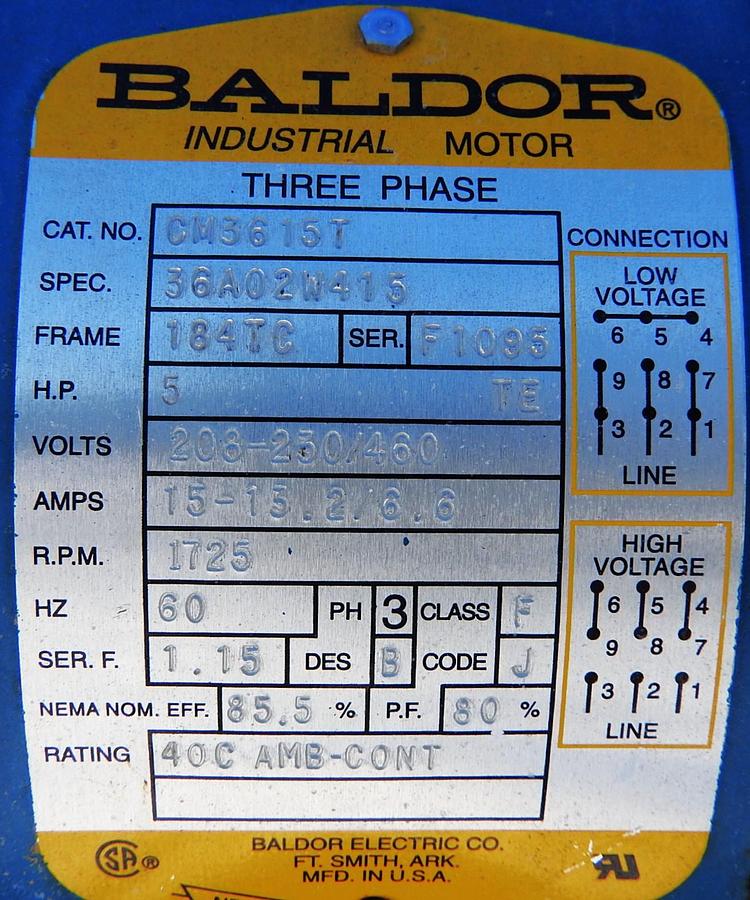 BALDOR®
INDUSTRIAL MOTOR
THREE PHASE
CAT. NO. CM3615T
SPEC. 36A02W415
FRAME 184TC SER. F1095
H.P. 5 TE
VOLTS 208-230/460
AMPS 15-13.2/6.6
R.P.M. 1725
HZ 60 PH 3 CLASS F
SER. F. 1.15 DES B CODE J
NEMA NOM. EFF. 85.5 % P.F. 80 %
RATING 40C AMB-CONT
CONNECTION
LOW
VOLTAGE
6 5 4
9 8 7
3 2 1
LINE
HIGH
VOLTAGE
6 5 4
9 8 7
3 2 1
LINE
SA®
BALDOR ELECTRIC CO.
FT. SMITH, ARK.
MFD. IN U.S.A.